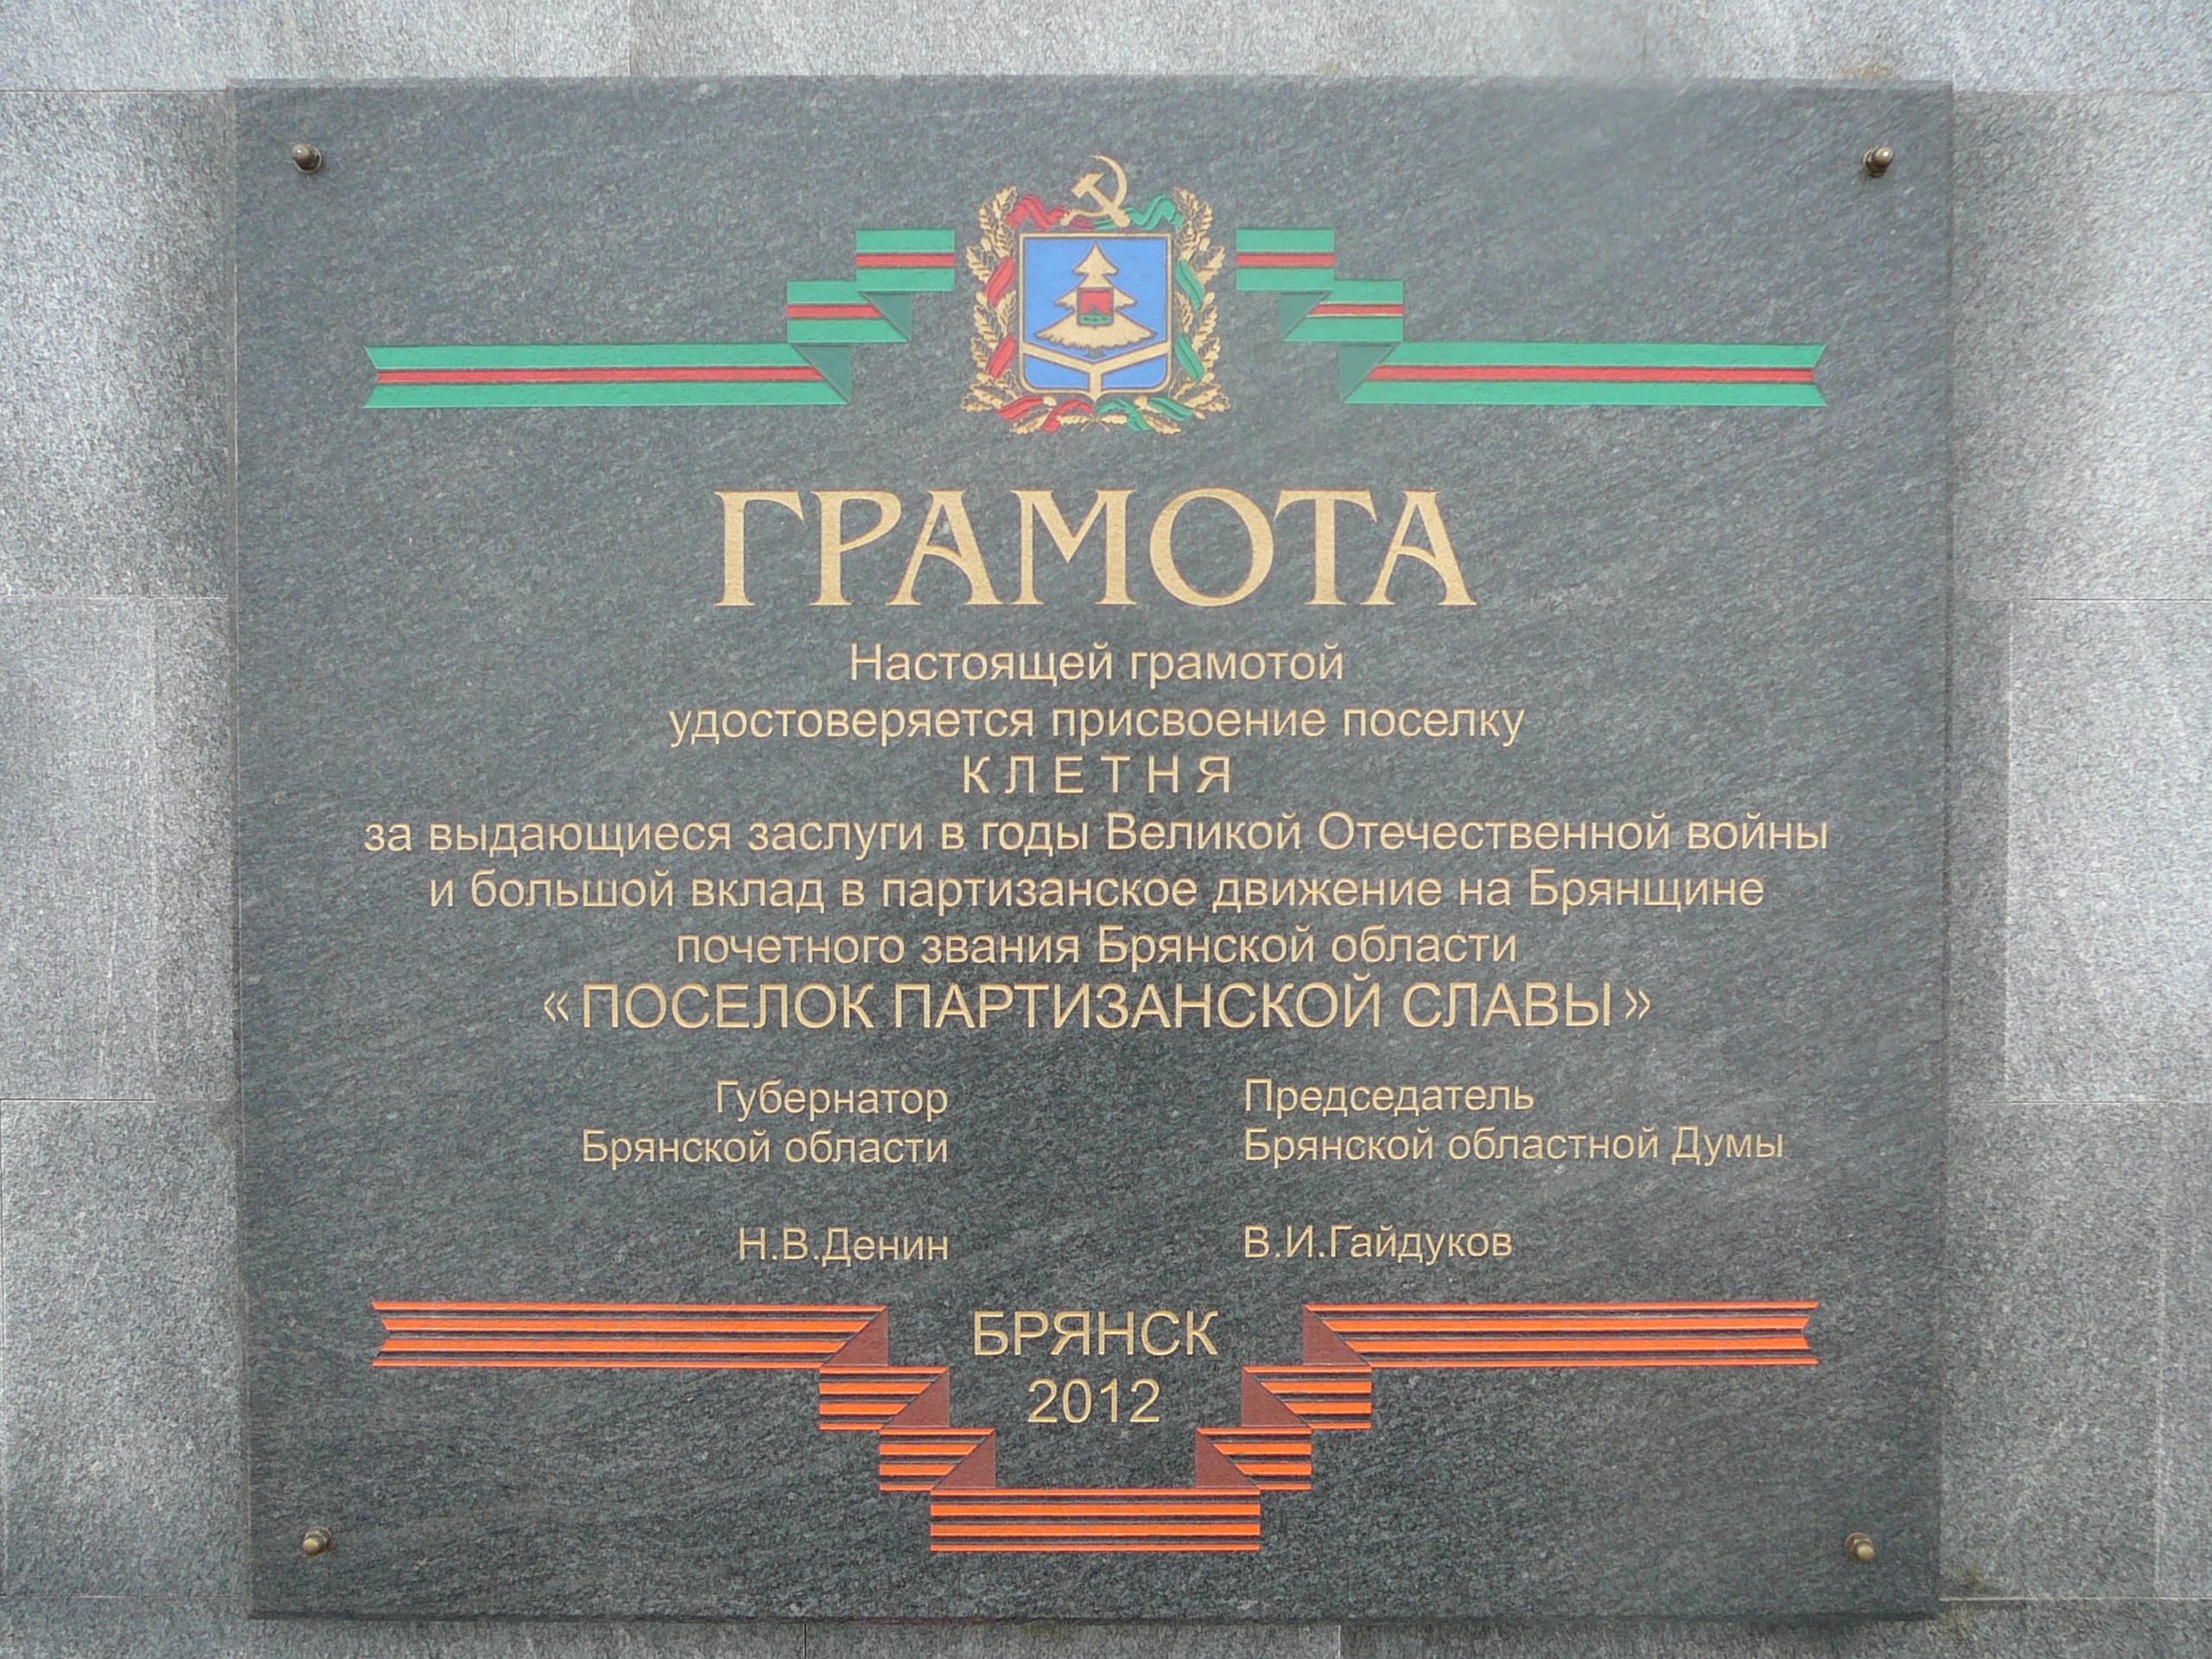 ГРАМОТА
Настоящей грамотой
удостоверяется присвоение поселку
КЛЕТНЯ
за выдающиеся заслуги в годы Великой Отечественной войны
и большой вклад в партизанское движение на Брянщине
почетного звания Брянской области
«ПОСЕЛОК ПАРТИЗАНСКОЙ СЛАВЫ»
Губернатор
Брянской области
Н.В.Денин
Председатель
Брянской областной Думы
В.И.Гайдуков
БРЯНСК
2012